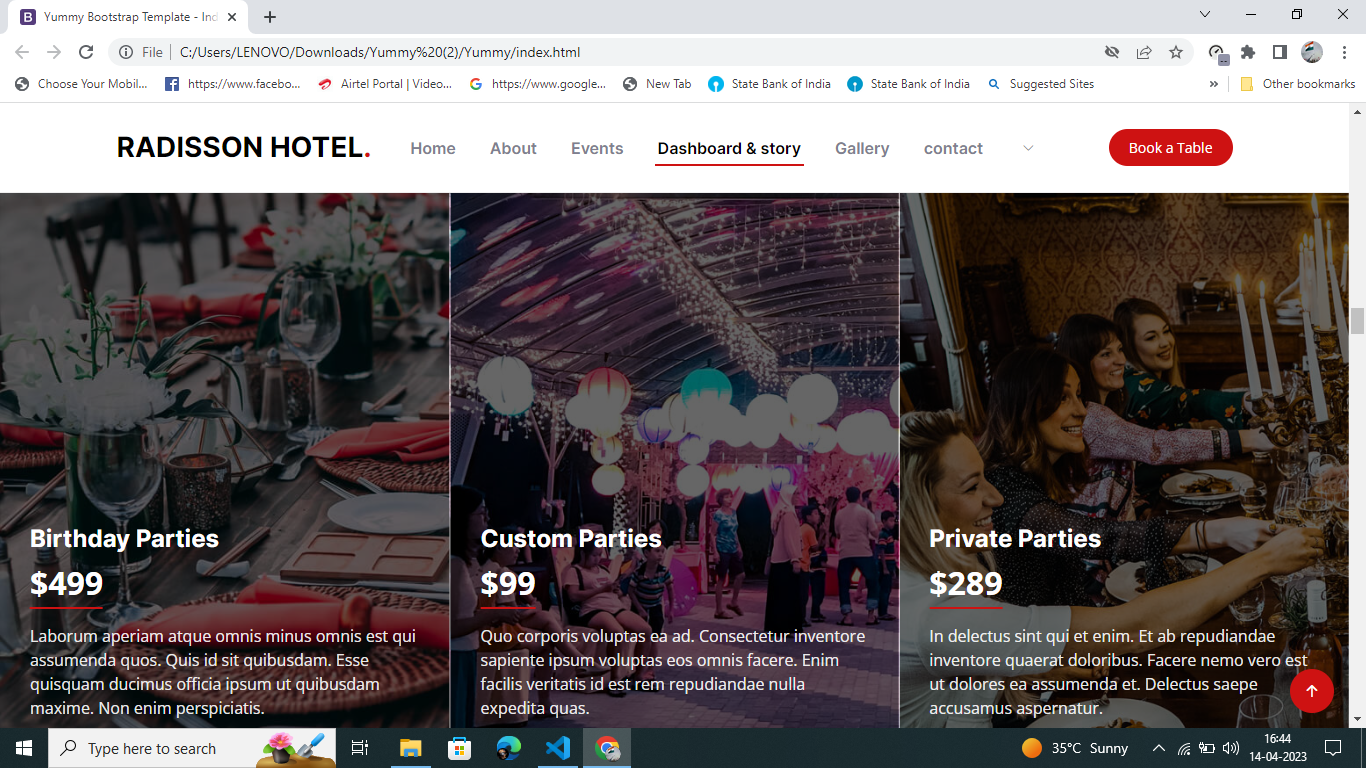 Yummy Bootstrap Template - Ind
File
C:/Users/LENOVO/Downloads/Yummy%20(2)/Yummy/index.html
Choose Your Mobil...
https://www.facebo...
Airtel Portal | Video...
https://www.google...
New Tab
State Bank of India
State Bank of India
Suggested Sites
»
Other bookmarks
RADISSON HOTEL.
Home
About
Events
Dashboard & story
Gallery
contact
Book a Table
Birthday Parties
$499
Laborum aperiam atque omnis minus omnis est qui
assumenda quos. Quis id sit quibusdam. Esse
quisquam ducimus officia ipsum ut quibusdam
maxime. Non enim perspiciatis.
Custom Parties
$99
Quo corporis voluptas ea ad. Consectetur inventore
sapiente ipsum voluptas eos omnis facere. Enim
facilis veritatis id est rem repudiandae nulla
expedita quas.
Private Parties
$289
In delectus sint qui et enim. Et ab repudiandae
inventore quaerat doloribus. Facere nemo vero est
ut dolores ea assumenda et. Delectus saepe
accusamus aspernatur.
Type here to search
35°C Sunny
16:44
14-04-2023